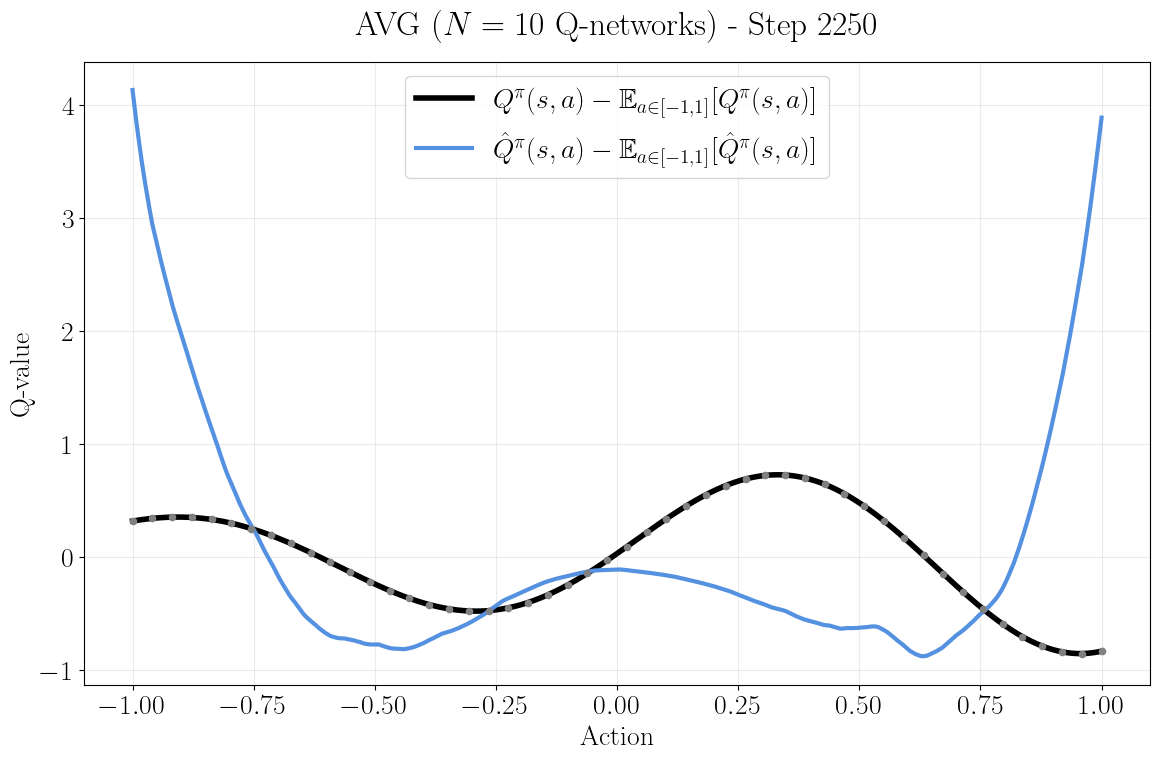 AVG (N = 10 Q-networks) - Step 2250
Q^π(s, a) − 𝔼_{a∈[−1,1]}[Q^π(s, a)]
Q̂^π(s, a) − 𝔼_{a∈[−1,1]}[Q̂^π(s, a)]
4
3
2
1
0
−1
Q-value
−1.00 −0.75 −0.50 −0.25 0.00 0.25 0.50 0.75 1.00
Action